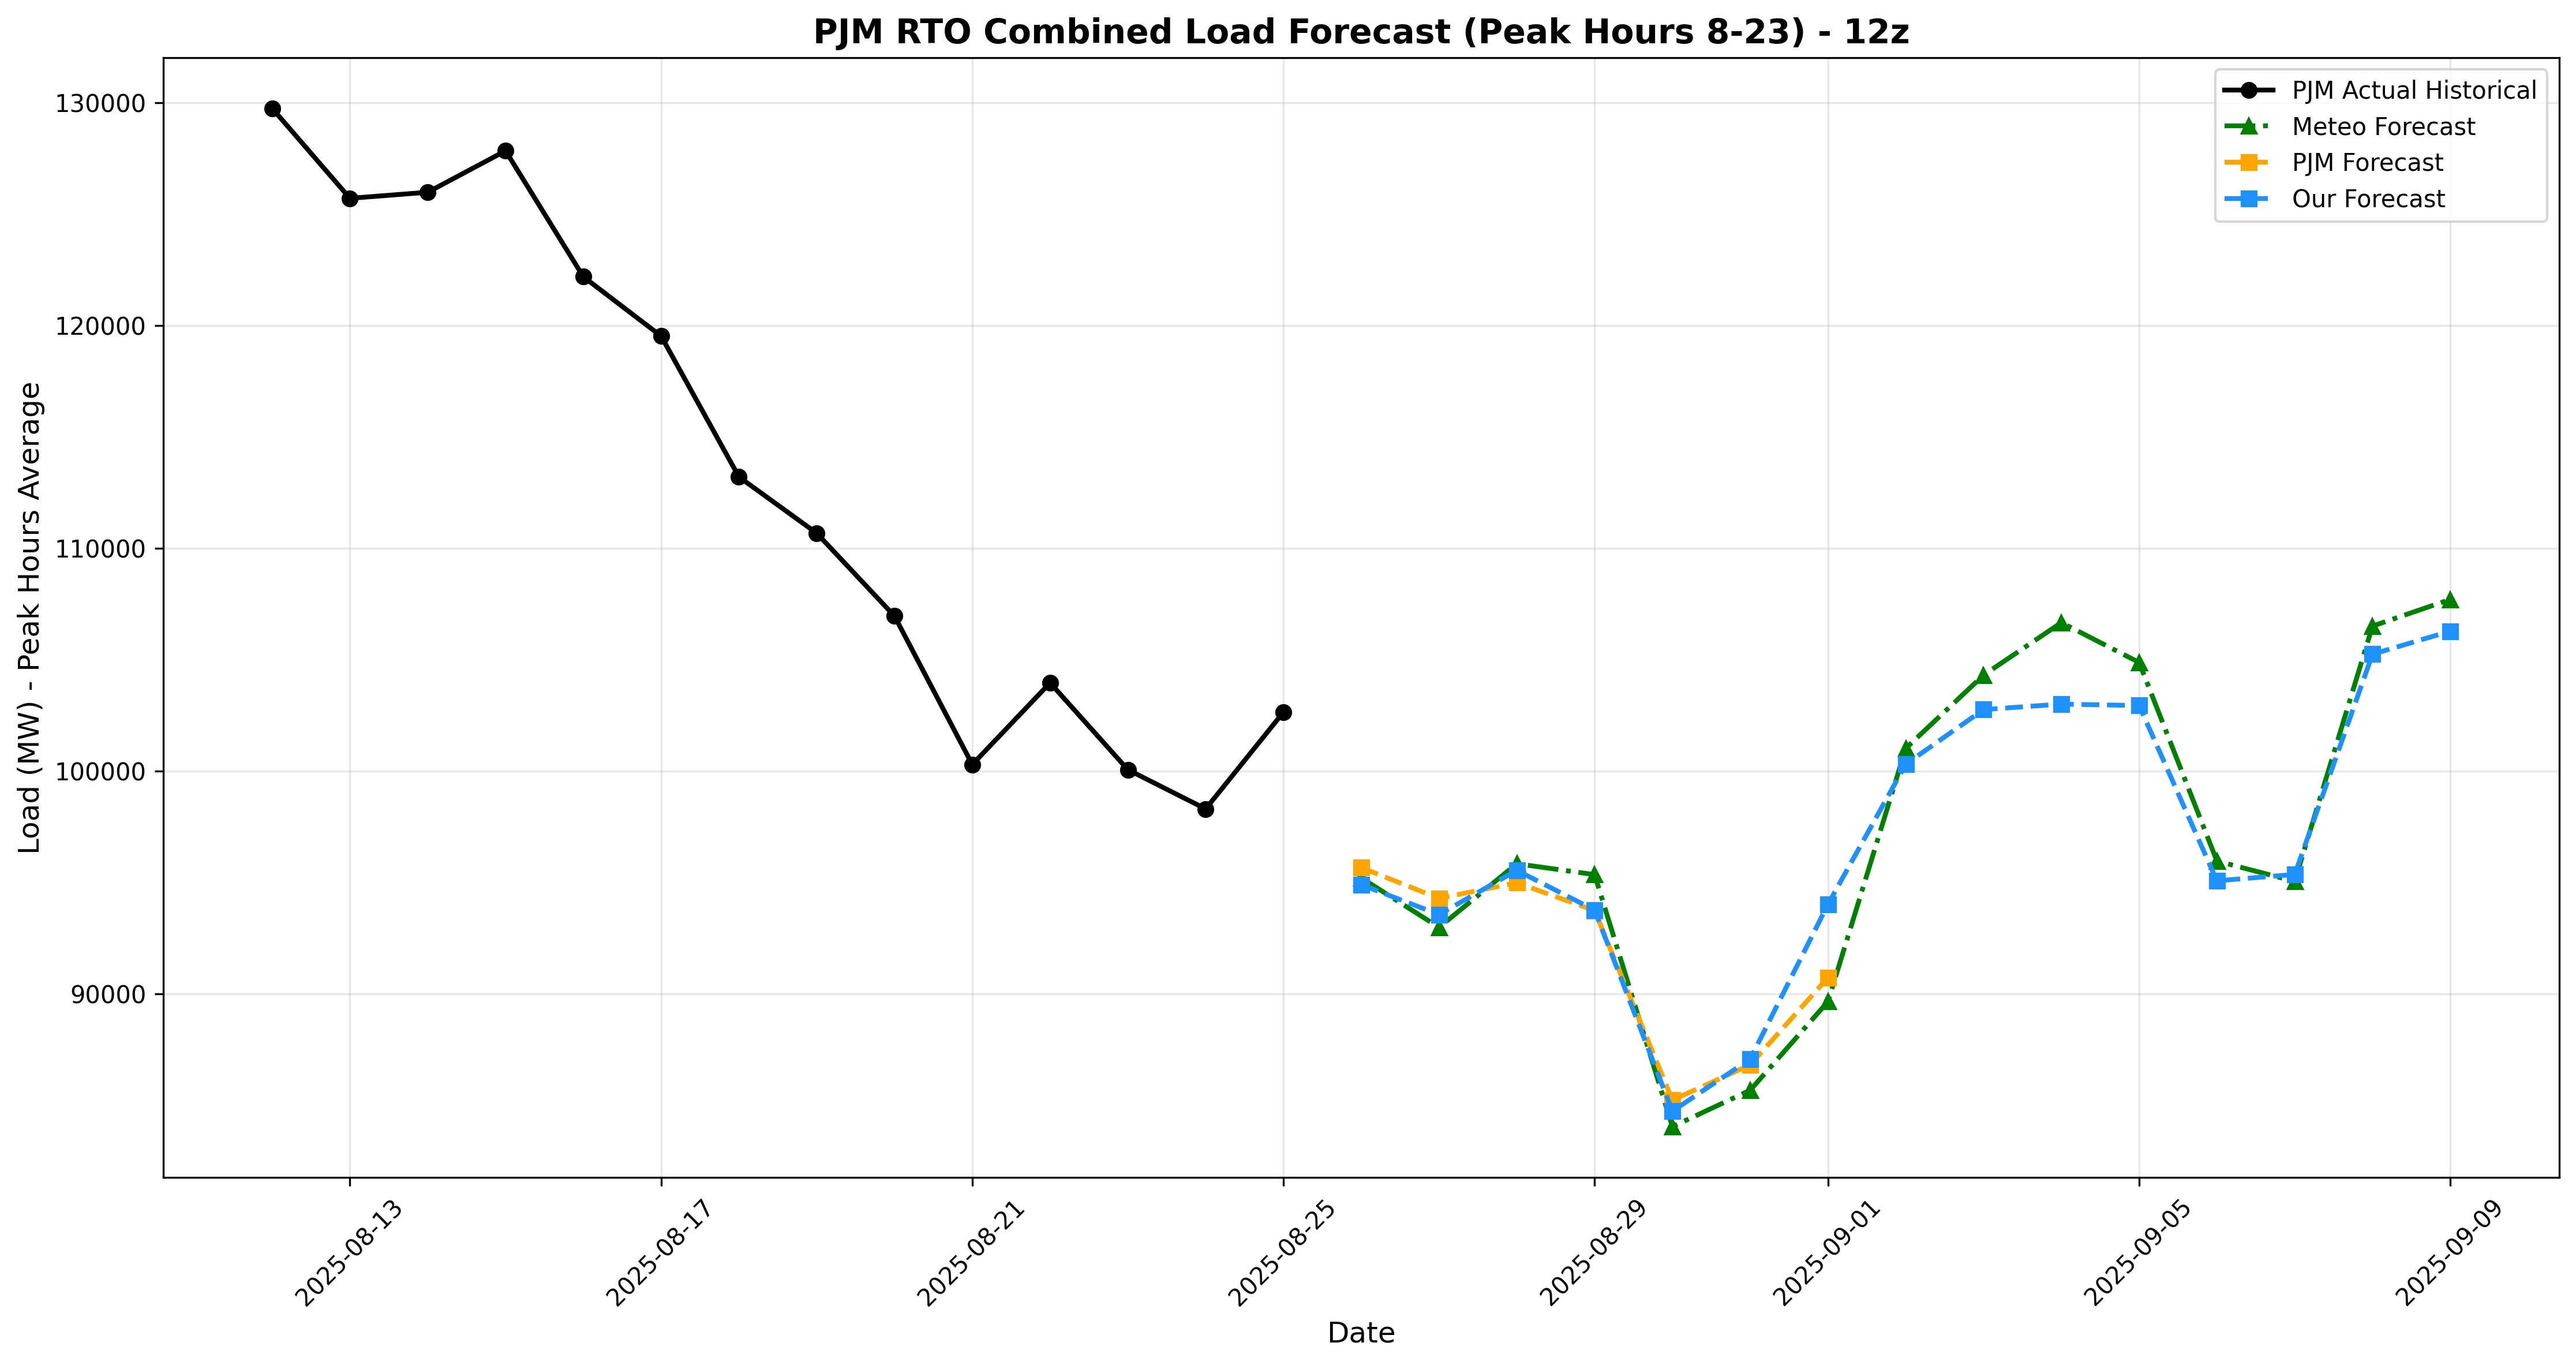 PJM RTO Combined Load Forecast (Peak Hours 8-23) - 12z
PJM Actual Historical
Meteo Forecast
PJM Forecast
Our Forecast
Load (MW) - Peak Hours Average
130000
120000
110000
100000
90000
2025-08-13
2025-08-17
2025-08-21
2025-08-25
2025-08-29
2025-09-01
2025-09-05
2025-09-09
Date